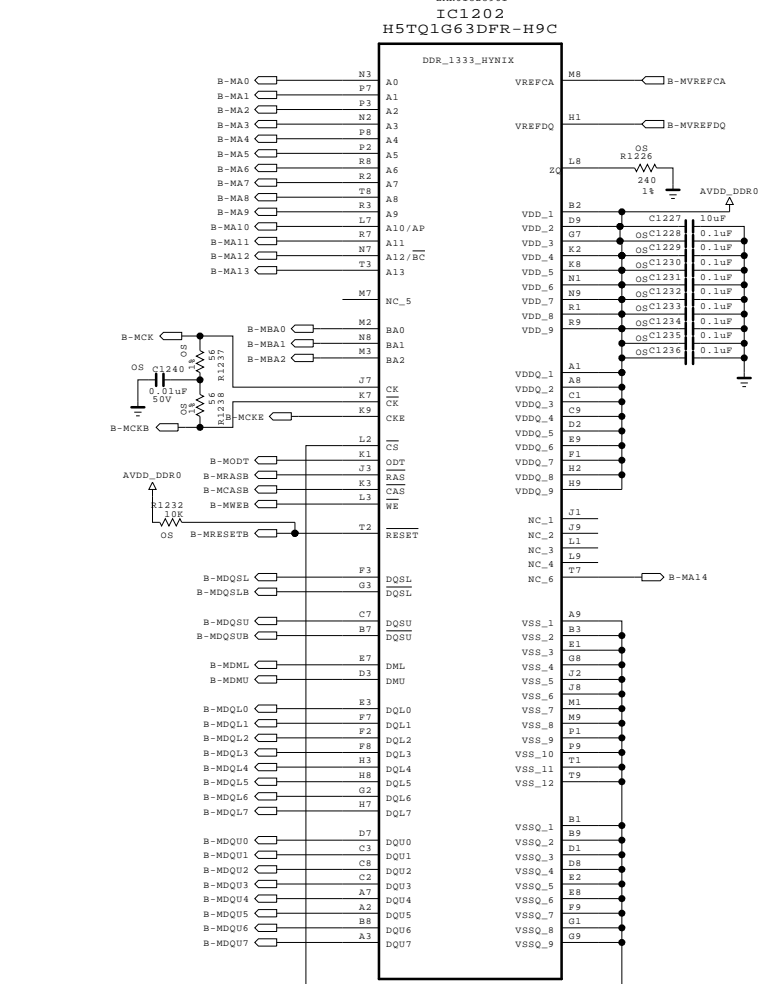 IC1202
H5TQ1G63DFR-H9C
DDR_1333_HYNIX
B-MA0 N3 A0
B-MA1 P7 A1
B-MA2 P3 A2
B-MA3 N2 A3
B-MA4 P8 A4
B-MA5 P2 A5
B-MA6 R8 A6
B-MA7 R2 A7
B-MA8 T8 A8
B-MA9 R3 A9
B-MA10 L7 A10/AP
B-MA11 R7 A11
B-MA12 N7 A12/BC
B-MA13 T3 A13
M7 NC_5
B-MBA0 M2 BA0
B-MBA1 N8 BA1
B-MBA2 M3 BA2
B-MCK
OS 1% 56 R1237
OS C1240
0.01uF
50V
OS 1% 56 R1238
B-MCKB
J7 CK
K7 CK
B-MCKE K9 CKE
L2 CS
B-MODT K1 ODT
B-MRASB J3 RAS
B-MCASB K3 CAS
B-MWEB L3 WE
AVDD_DDR0
R1232
10K
OS
B-MRESETB T2 RESET
B-MDQSL F3 DQSL
B-MDQSLB G3 DQSL
B-MDQSU C7 DQSU
B-MDQSUB B7 DQSU
B-MDML E7 DML
B-MDMU D3 DMU
B-MDQL0 E3 DQL0
B-MDQL1 F7 DQL1
B-MDQL2 F2 DQL2
B-MDQL3 F8 DQL3
B-MDQL4 H3 DQL4
B-MDQL5 H8 DQL5
B-MDQL6 G2 DQL6
B-MDQL7 H7 DQL7
B-MDQU0 D7 DQU0
B-MDQU1 C3 DQU1
B-MDQU2 C8 DQU2
B-MDQU3 C2 DQU3
B-MDQU4 A7 DQU4
B-MDQU5 A2 DQU5
B-MDQU6 B8 DQU6
B-MDQU7 A3 DQU7
VREFCA M8 B-MVREFCA
VREFDQ H1 B-MVREFDQ
OS
R1226
ZQ L8
240
1%
AVDD_DDR0
VDD_1 B2
VDD_2 D9
VDD_3 G7
VDD_4 K2
VDD_5 K8
VDD_6 N1
VDD_7 N9
VDD_8 R1
VDD_9 R9
C1227 10uF
OS C1228 0.1uF
OS C1229 0.1uF
OS C1230 0.1uF
OS C1231 0.1uF
OS C1232 0.1uF
OS C1233 0.1uF
OS C1234 0.1uF
OS C1235 0.1uF
OS C1236 0.1uF
VDDQ_1 A1
VDDQ_2 A8
VDDQ_3 C1
VDDQ_4 C9
VDDQ_5 D2
VDDQ_6 E9
VDDQ_7 F1
VDDQ_8 H2
VDDQ_9 H9
NC_1 J1
NC_2 J9
NC_3 L1
NC_4 L9
NC_6 T7 B-MA14
VSS_1 A9
VSS_2 B3
VSS_3 E1
VSS_4 G8
VSS_5 J2
VSS_6 J8
VSS_7 M1
VSS_8 M9
VSS_9 P1
VSS_10 P9
VSS_11 T1
VSS_12 T9
VSSQ_1 B1
VSSQ_2 B9
VSSQ_3 D1
VSSQ_4 D8
VSSQ_5 E2
VSSQ_6 E8
VSSQ_7 F9
VSSQ_8 G1
VSSQ_9 G9